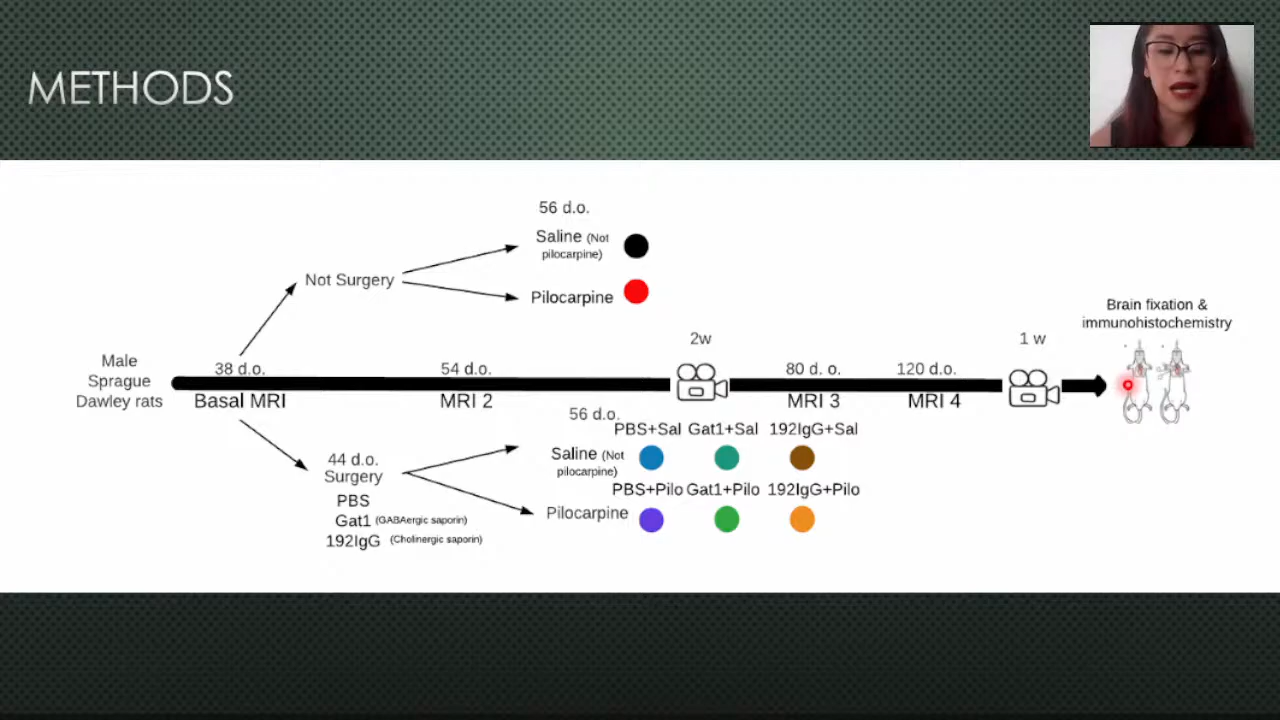 METHODS
56 d.o.
Saline (Not
pilocarpine)
Not Surgery
Pilocarpine
Brain fixation &
immunohistochemistry
2w
1 w
Male
Sprague
Dawley rats
38 d.o.
54 d.o.
80 d. o.
120 d.o.
Basal MRI
MRI 2
MRI 3
MRI 4
56 d.o.
PBS+Sal Gat1+Sal 192IgG+Sal
44 d.o.
Surgery
Saline (Not
pilocarpine)
PBS+Pilo Gat1+Pilo 192IgG+Pilo
PBS
Pilocarpine
Gat1 (GABAergic saporin)
192IgG (Cholinergic saporin)